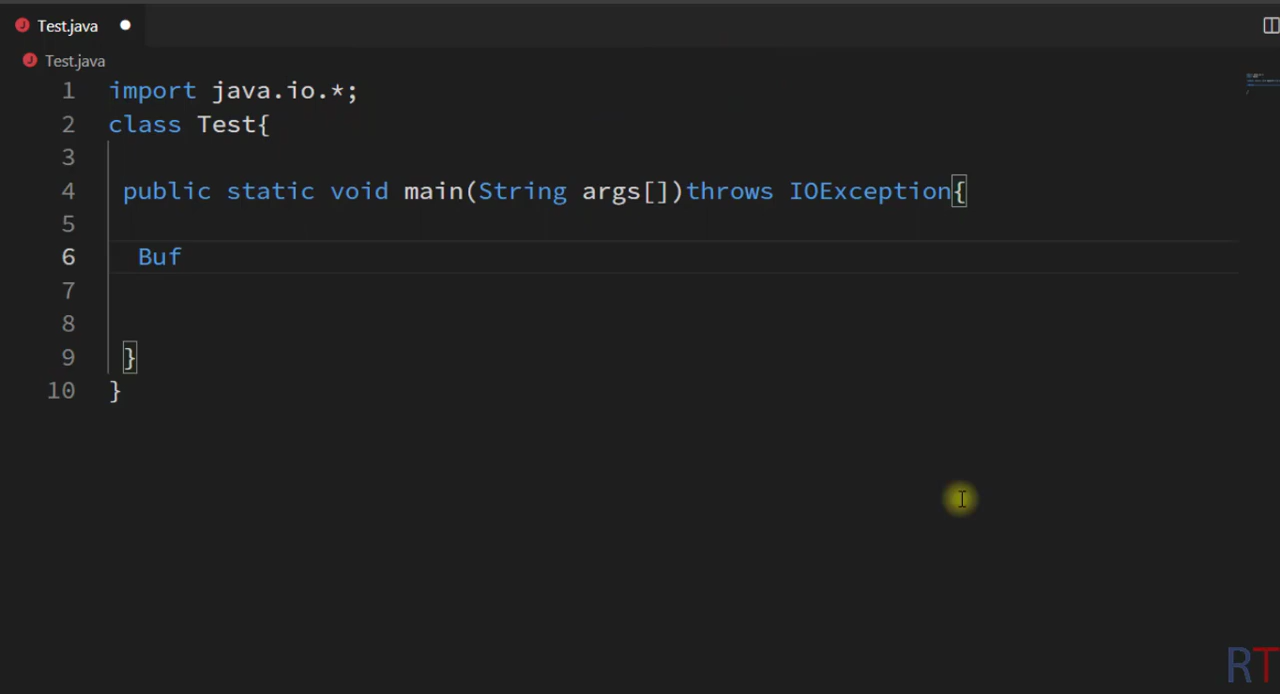 Test.java
Test.java
1 import java.io.*;
2 class Test{
3
4 public static void main(String args[])throws IOException{
5
6 Buf
7
8
9 }
10 }
RT